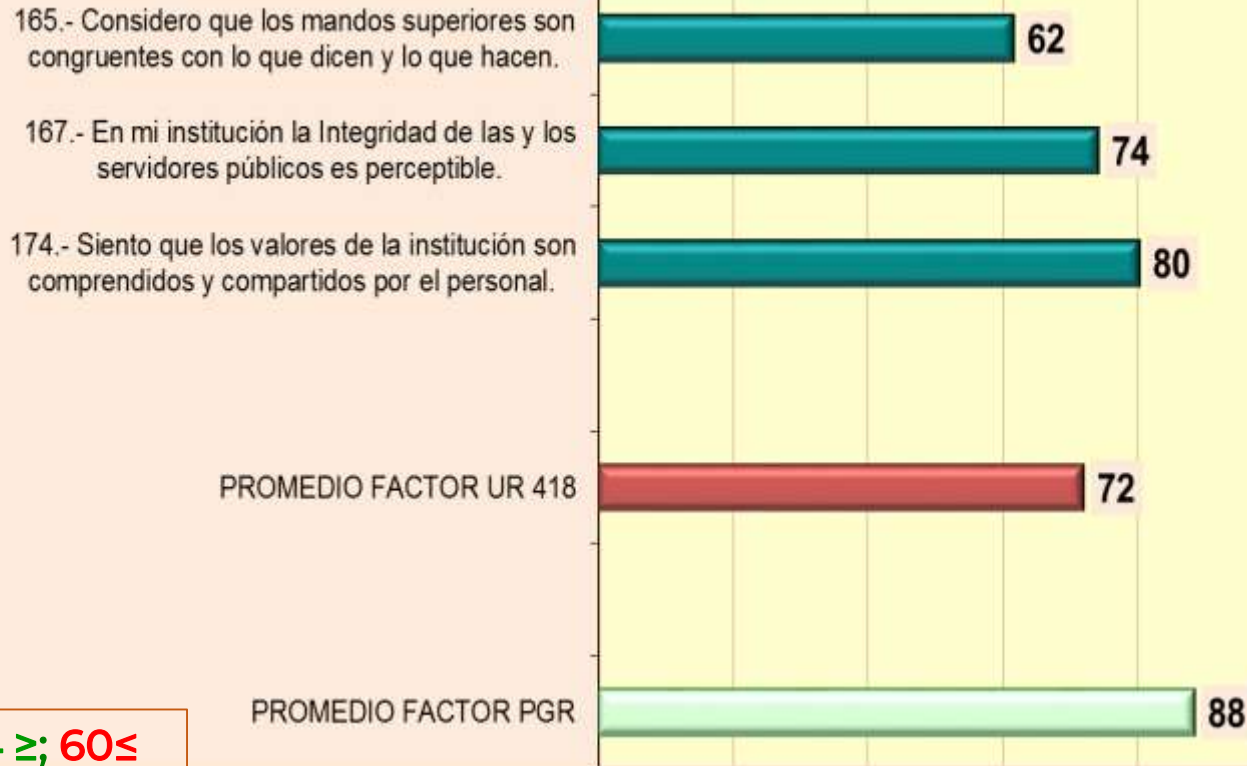 165.- Considero que los mandos superiores son
congruentes con lo que dicen y lo que hacen.
62
167.- En mi institución la Integridad de las y los
servidores públicos es perceptible.
74
174.- Siento que los valores de la institución son
comprendidos y compartidos por el personal.
80
PROMEDIO FACTOR UR 418
72
PROMEDIO FACTOR PGR
88
≥; 60≤